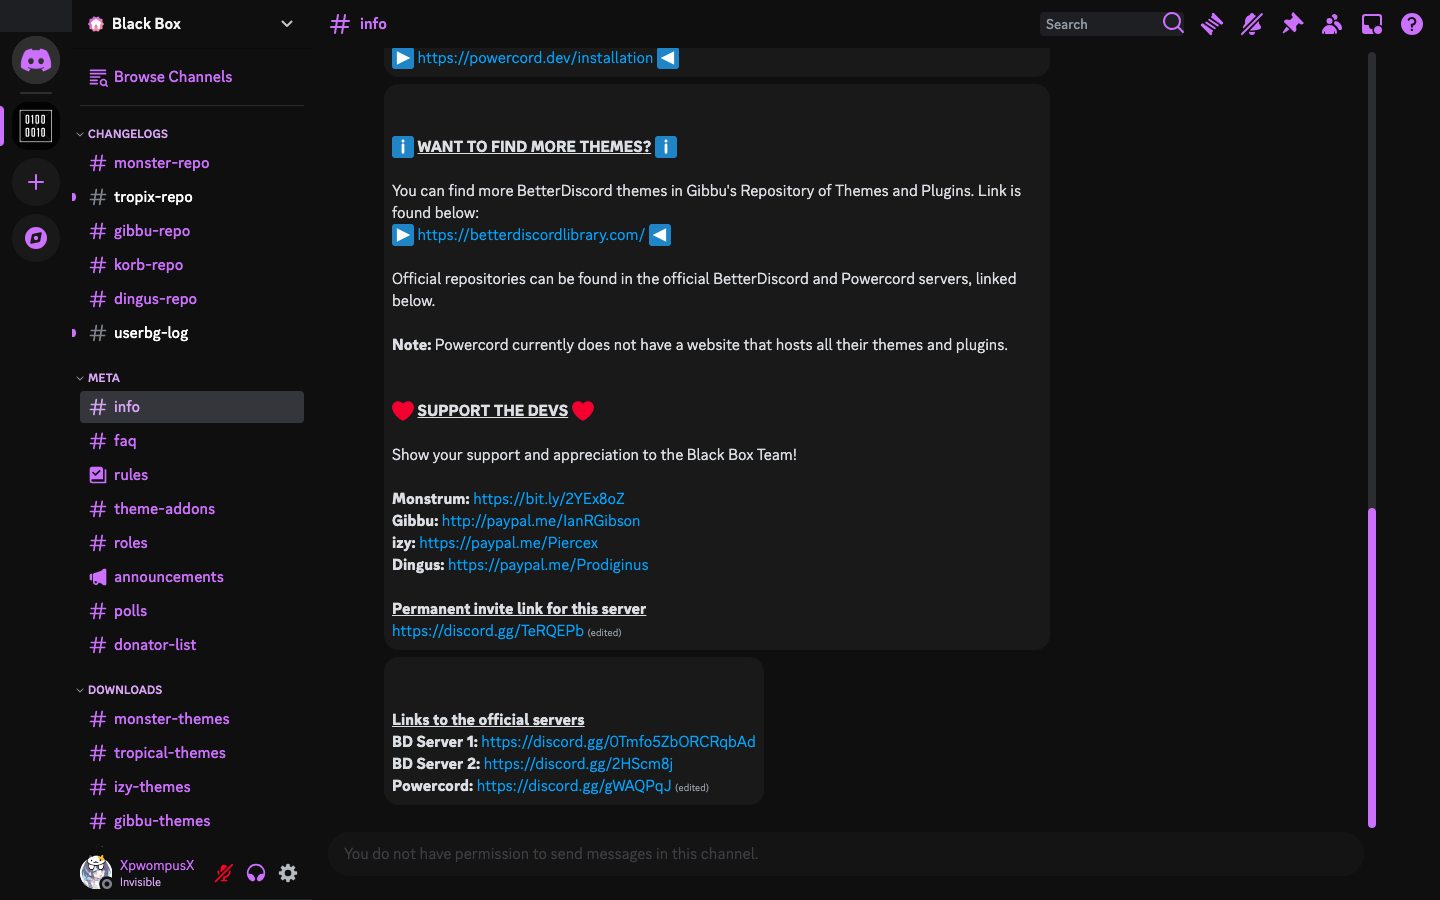 Black Box
Browse Channels
CHANGELOGS
monster-repo
tropix-repo
gibbu-repo
korb-repo
dingus-repo
userbg-log
META
info
faq
rules
theme-addons
roles
announcements
polls
donator-list
DOWNLOADS
monster-themes
tropical-themes
izy-themes
gibbu-themes
XpwompusX
Invisible
0100
0010
info
Search
https://powercord.dev/installation
WANT TO FIND MORE THEMES?
You can find more BetterDiscord themes in Gibbu's Repository of Themes and Plugins. Link is
found below:
https://betterdiscordlibrary.com/
Official repositories can be found in the official BetterDiscord and Powercord servers, linked
below.
Note: Powercord currently does not have a website that hosts all their themes and plugins.
SUPPORT THE DEVS
Show your support and appreciation to the Black Box Team!
Monstrum: https://bit.ly/2YEx8oZ
Gibbu: http://paypal.me/IanRGibson
izy: https://paypal.me/Piercex
Dingus: https://paypal.me/Prodiginus
Permanent invite link for this server
https://discord.gg/TeRQEPb (edited)
Links to the official servers
BD Server 1: https://discord.gg/0Tmfo5ZbORCRqbAd
BD Server 2: https://discord.gg/2HScm8j
Powercord: https://discord.gg/gWAQPqJ (edited)
You do not have permission to send messages in this channel.